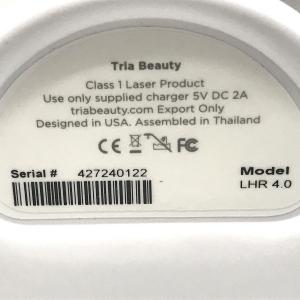 Tria Beauty
Class 1 Laser Product
Use only supplied charger 5V DC 2A
triabeauty.com Export Only
Designed in USA. Assembled in Thailand
CE
Serial # 427240122
Model
LHR 4.0